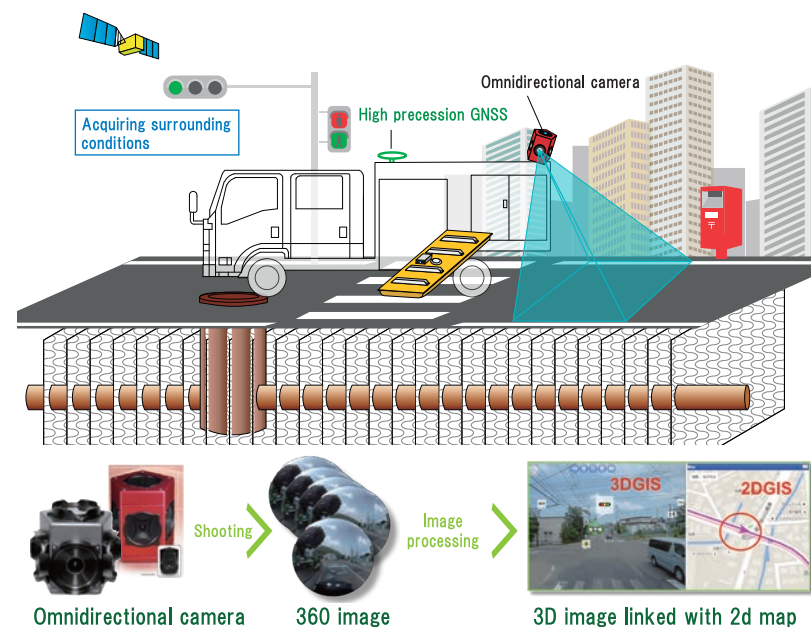 Omnidirectional camera
High precession GNSS
Acquiring surrounding
conditions
〒
3DGIS
2DGIS
Shooting
Image
processing
Omnidirectional camera
360 image
3D image linked with 2d map